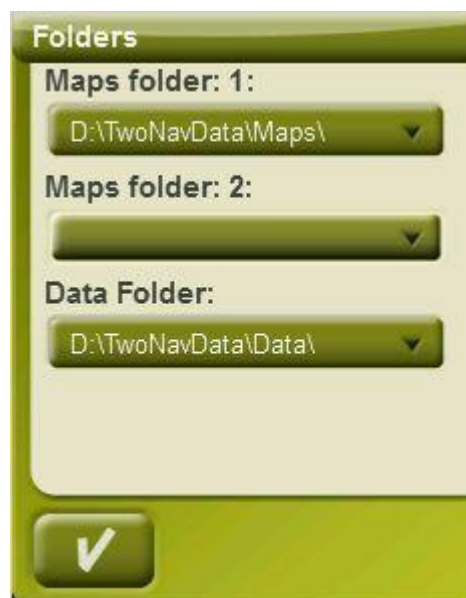 Folders
Maps folder: 1:
D:\TwoNavData\Maps\
Maps folder: 2:
Data Folder:
D:\TwoNavData\Data\